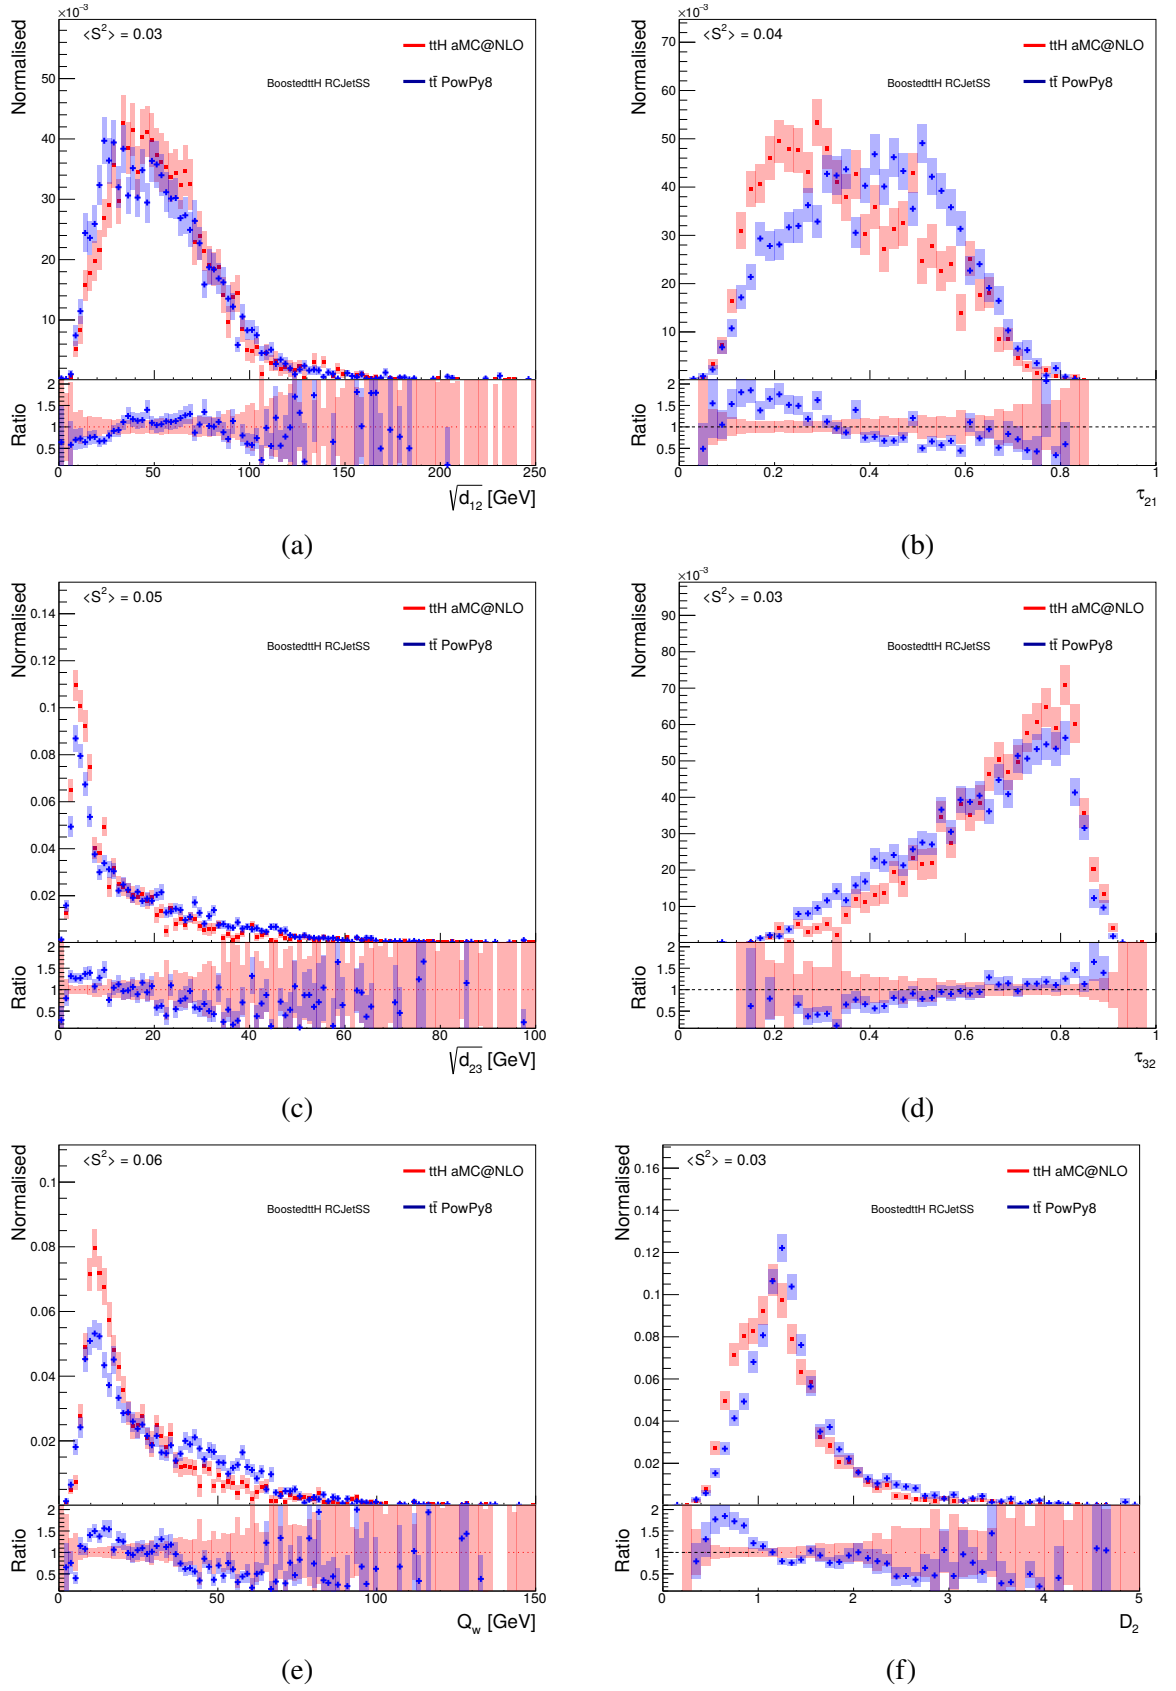 ×10⁻³
Normalised
<S²> = 0.03
ttH aMC@NLO
BoostedttH RCJetSS
tt̄ PowPy8
50
40
30
20
10
Ratio
2
1.5
1
0.5
0 50 100 150 200 250
√d₁₂ [GeV]
(a)
×10⁻³
Normalised
<S²> = 0.04
ttH aMC@NLO
BoostedttH RCJetSS
tt̄ PowPy8
70
60
50
40
30
20
10
Ratio
2
1.5
1
0.5
0 0.2 0.4 0.6 0.8 1
τ₂₁
(b)
Normalised
<S²> = 0.05
ttH aMC@NLO
BoostedttH RCJetSS
tt̄ PowPy8
0.14
0.12
0.1
0.08
0.06
0.04
0.02
Ratio
2
1.5
1
0.5
0 20 40 60 80 100
√d₂₃ [GeV]
(c)
×10⁻³
Normalised
<S²> = 0.03
ttH aMC@NLO
BoostedttH RCJetSS
tt̄ PowPy8
90
80
70
60
50
40
30
20
10
Ratio
2
1.5
1
0.5
0 0.2 0.4 0.6 0.8 1
τ₃₂
(d)
Normalised
<S²> = 0.06
ttH aMC@NLO
BoostedttH RCJetSS
tt̄ PowPy8
0.1
0.08
0.06
0.04
0.02
Ratio
2
1.5
1
0.5
0 50 100 150
Q_w [GeV]
(e)
Normalised
<S²> = 0.03
ttH aMC@NLO
BoostedttH RCJetSS
tt̄ PowPy8
0.16
0.14
0.12
0.1
0.08
0.06
0.04
0.02
Ratio
2
1.5
1
0.5
0 1 2 3 4 5
D₂
(f)